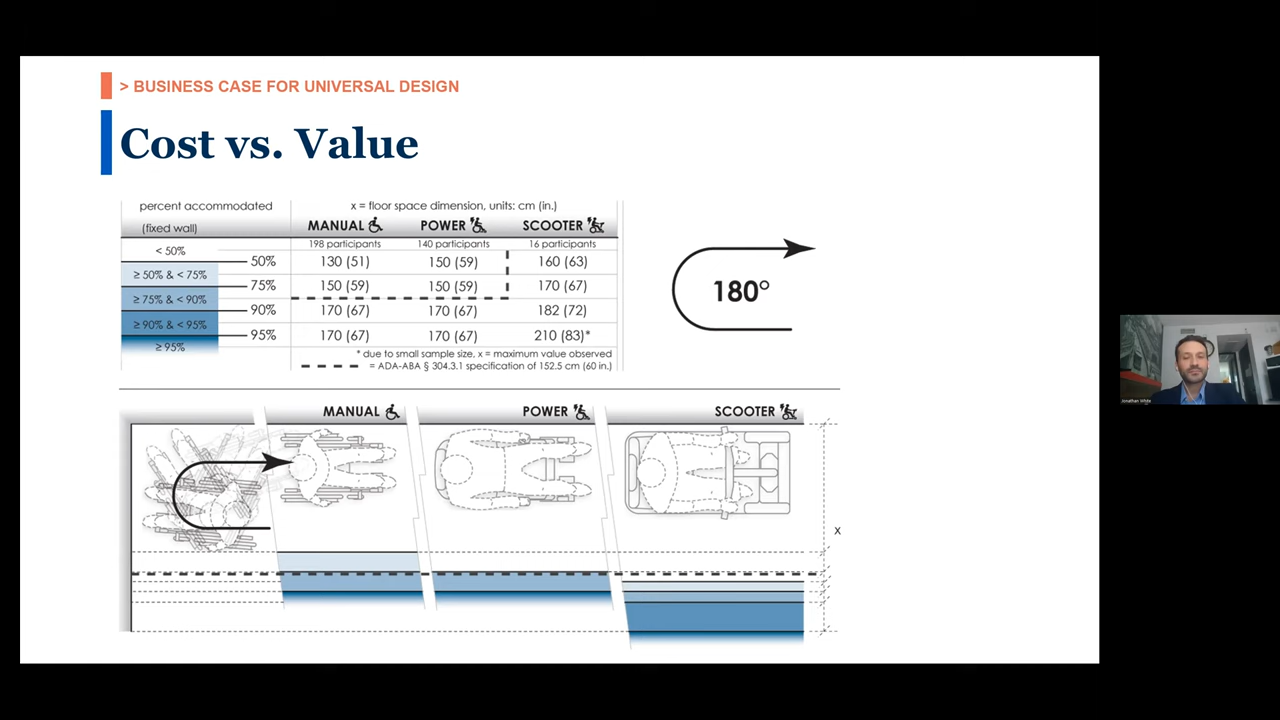 > BUSINESS CASE FOR UNIVERSAL DESIGN
Cost vs. Value
percent accommodated
(fixed wall)
x = floor space dimension, units: cm (in.)
MANUAL POWER SCOOTER
198 participants 140 participants 16 participants
< 50%
50% 130 (51) 150 (59) 160 (63)
≥ 50% & < 75%
75% 150 (59) 150 (59) 170 (67)
≥ 75% & < 90%
90% 170 (67) 170 (67) 182 (72)
≥ 90% & < 95%
95% 170 (67) 170 (67) 210 (83)*
≥ 95%
* due to small sample size, x = maximum value observed
= ADA-ABA § 304.3.1 specification of 152.5 cm (60 in.)
180°
MANUAL POWER SCOOTER
X
Jonathan White